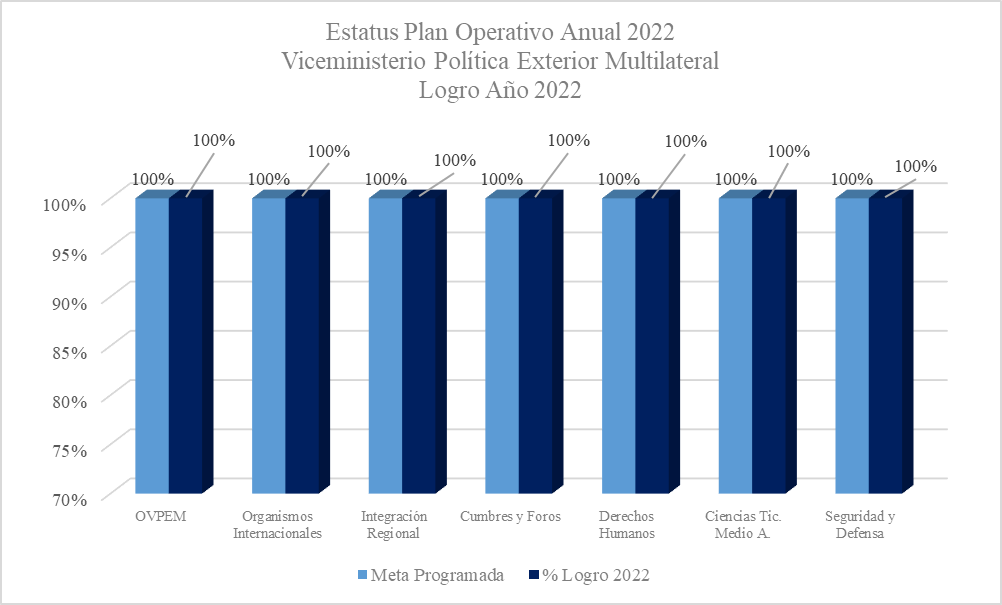 Estatus Plan Operativo Anual 2022
Viceministerio Política Exterior Multilateral
Logro Año 2022
100% 100% 100% 100% 100% 100% 100%
100% 100% 100% 100% 100% 100% 100%
100%
95%
90%
85%
80%
75%
70%
OVPEM
Organismos
Internacionales
Integración
Regional
Cumbres y Foros
Derechos
Humanos
Ciencias Tic.
Medio A.
Seguridad y
Defensa
Meta Programada
% Logro 2022